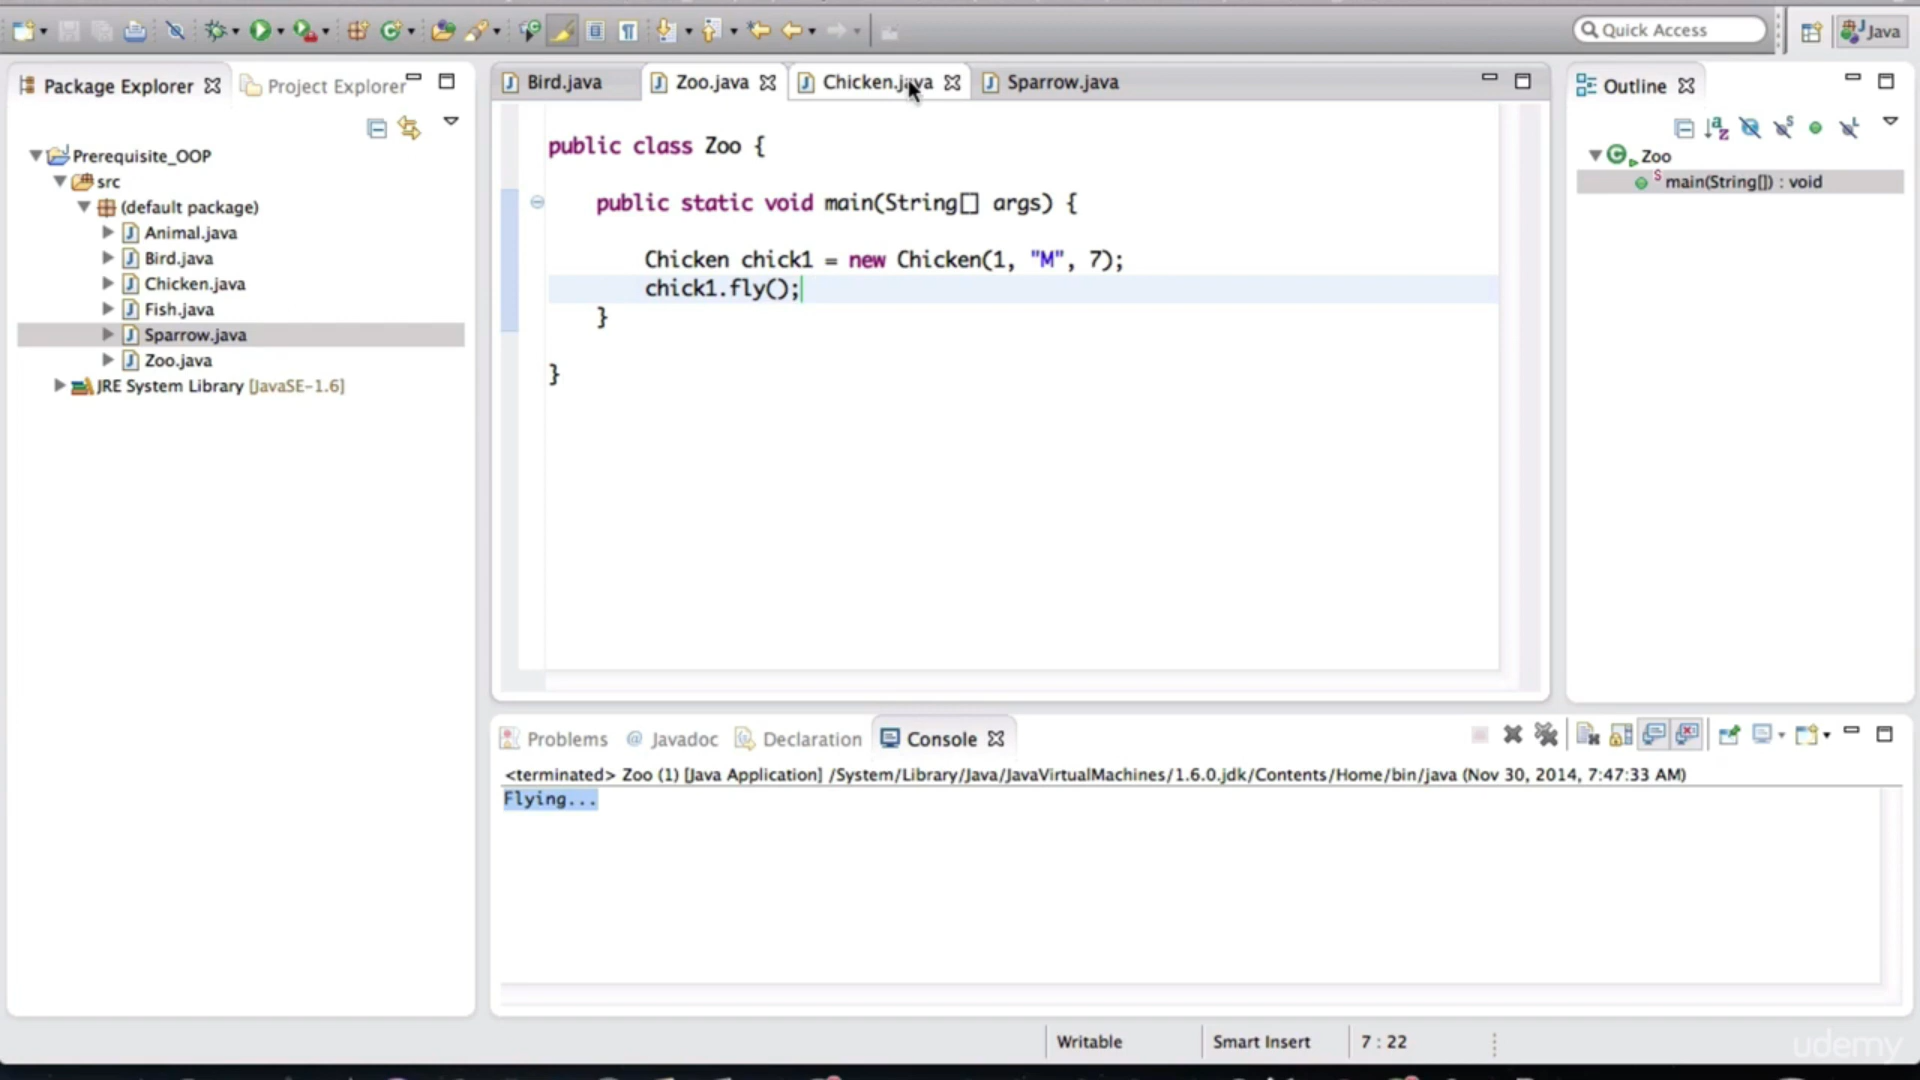 Quick Access
Java
Package Explorer
Project Explorer
Bird.java
Zoo.java
Chicken.java
Sparrow.java
Outline
Prerequisite_OOP
src
(default package)
Animal.java
Bird.java
Chicken.java
Fish.java
Sparrow.java
Zoo.java
JRE System Library [JavaSE-1.6]
public class Zoo {
public static void main(String[] args) {
Chicken chick1 = new Chicken(1, "M", 7);
chick1.fly();
}
}
Zoo
main(String[]) : void
Problems
@ Javadoc
Declaration
Console
<terminated> Zoo (1) [Java Application] /System/Library/Java/JavaVirtualMachines/1.6.0.jdk/Contents/Home/bin/java (Nov 30, 2014, 7:47:33 AM)
Flying...
Writable
Smart Insert
7 : 22
udemy